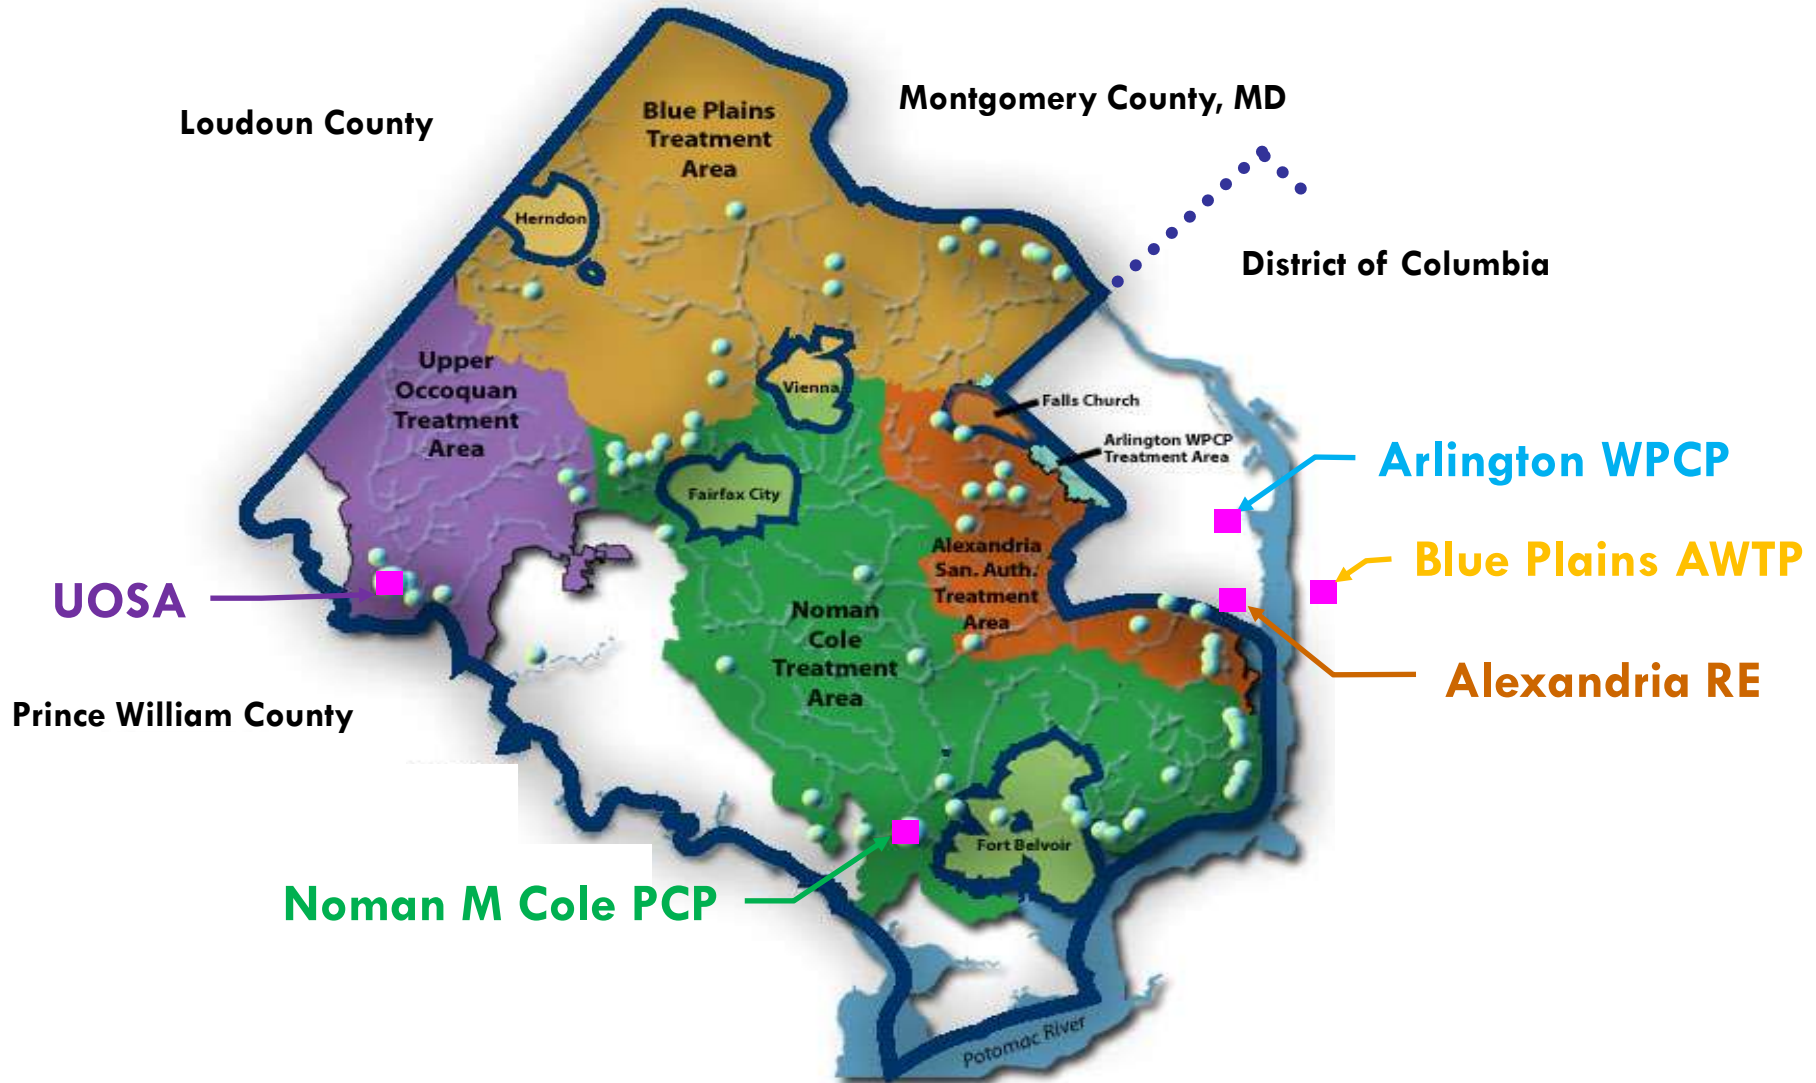 Loudoun County
Montgomery County, MD
Blue Plains
Treatment
Area
Herndon
District of Columbia
Upper
Occoquan
Treatment
Area
Vienna
Falls Church
Arlington WPCP
Treatment Area
Arlington WPCP
Fairfax City
Alexandria
San. Auth.
Treatment
Area
Blue Plains AWTP
UOSA
Noman
Cole
Treatment
Area
Alexandria RE
Prince William County
Fort Belvoir
Noman M Cole PCP
Potomac River